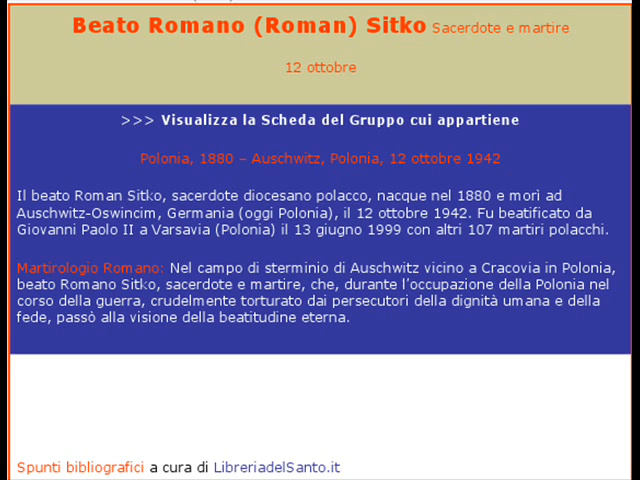 Beato Romano (Roman) Sitko Sacerdote e martire
12 ottobre
>>> Visualizza la Scheda del Gruppo cui appartiene
Polonia, 1880 – Auschwitz, Polonia, 12 ottobre 1942
Il beato Roman Sitko, sacerdote diocesano polacco, nacque nel 1880 e morì ad
Auschwitz-Oswincim, Germania (oggi Polonia), il 12 ottobre 1942. Fu beatificato da
Giovanni Paolo II a Varsavia (Polonia) il 13 giugno 1999 con altri 107 martiri polacchi.
Martirologio Romano: Nel campo di sterminio di Auschwitz vicino a Cracovia in Polonia,
beato Romano Sitko, sacerdote e martire, che, durante l’occupazione della Polonia nel
corso della guerra, crudelmente torturato dai persecutori della dignità umana e della
fede, passò alla visione della beatitudine eterna.
Spunti bibliografici a cura di LibreriadelSanto.it